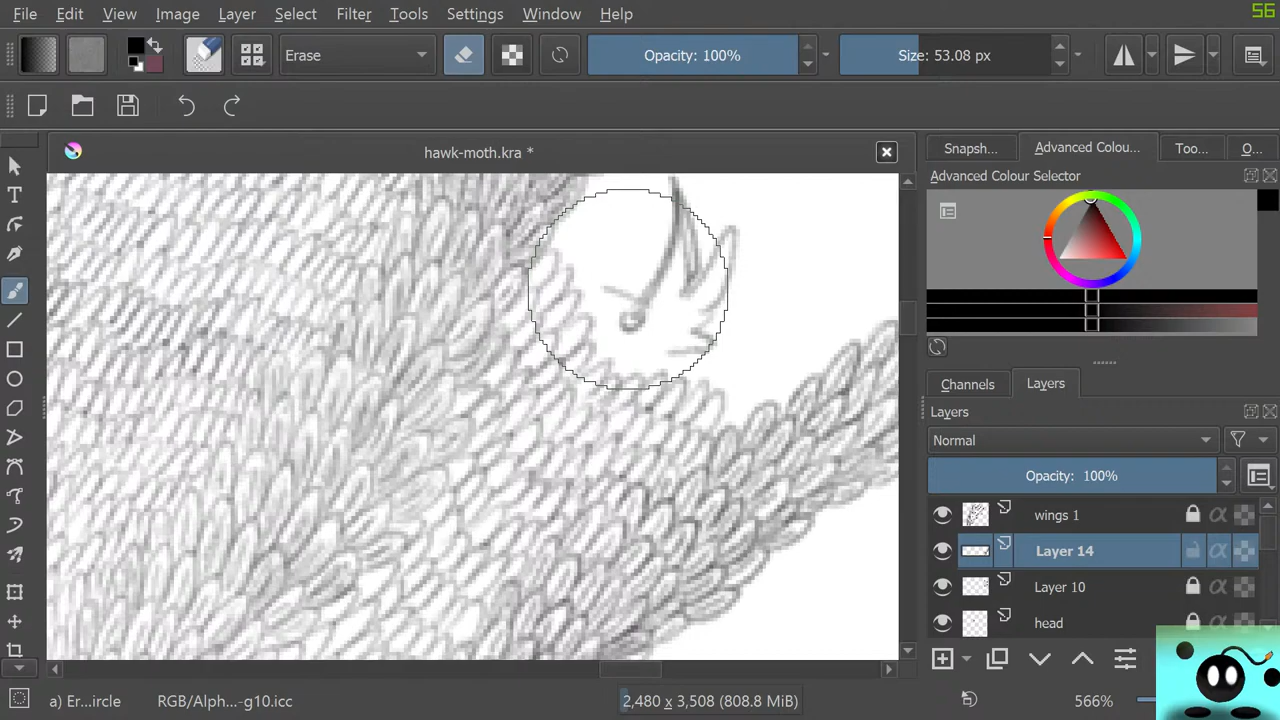 File Edit View Image Layer Select Filter Tools Settings Window Help
56
Erase
Opacity: 100%
Size: 53.08 px
hawk-moth.kra *
Snapsh...
Advanced Colou...
Too...
O...
Advanced Colour Selector
Channels
Layers
Layers
Normal
Opacity: 100%
wings 1
Layer 14
Layer 10
head
a) Er...ircle
RGB/Alph...-g10.icc
2,480 x 3,508 (808.8 MiB)
566%